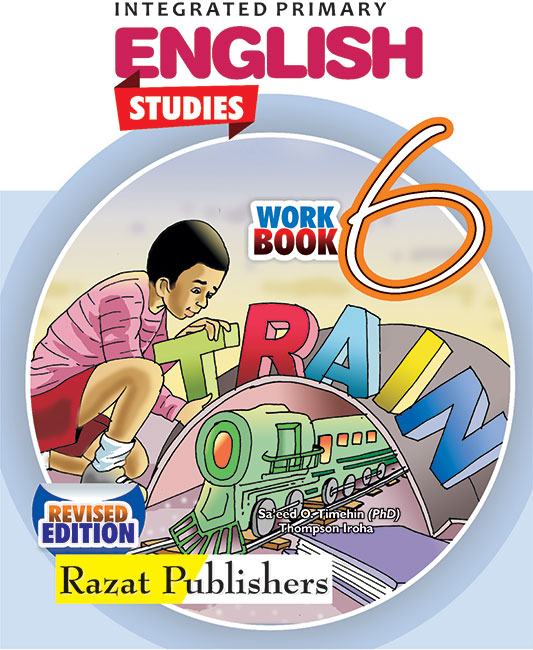 INTEGRATED PRIMARY
ENGLISH
STUDIES
6
WORK
BOOK
TRAIN
Sa'eed O. Timehin (PhD)
Thompson Iroha
REVISED
EDITION
Razat Publishers